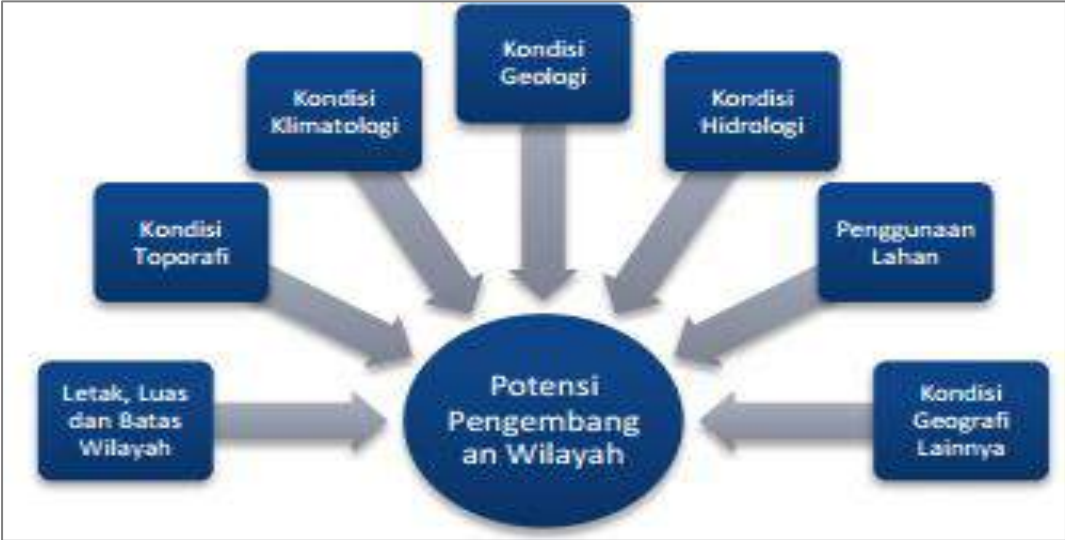 Kondisi
Geologi
Kondisi
Klimatologi
Kondisi
Hidrologi
Kondisi
Toporafi
Penggunaan
Lahan
Letak, Luas
dan Batas
Wilayah
Potensi
Pengembang
an Wilayah
Kondisi
Geografi
Lainnya